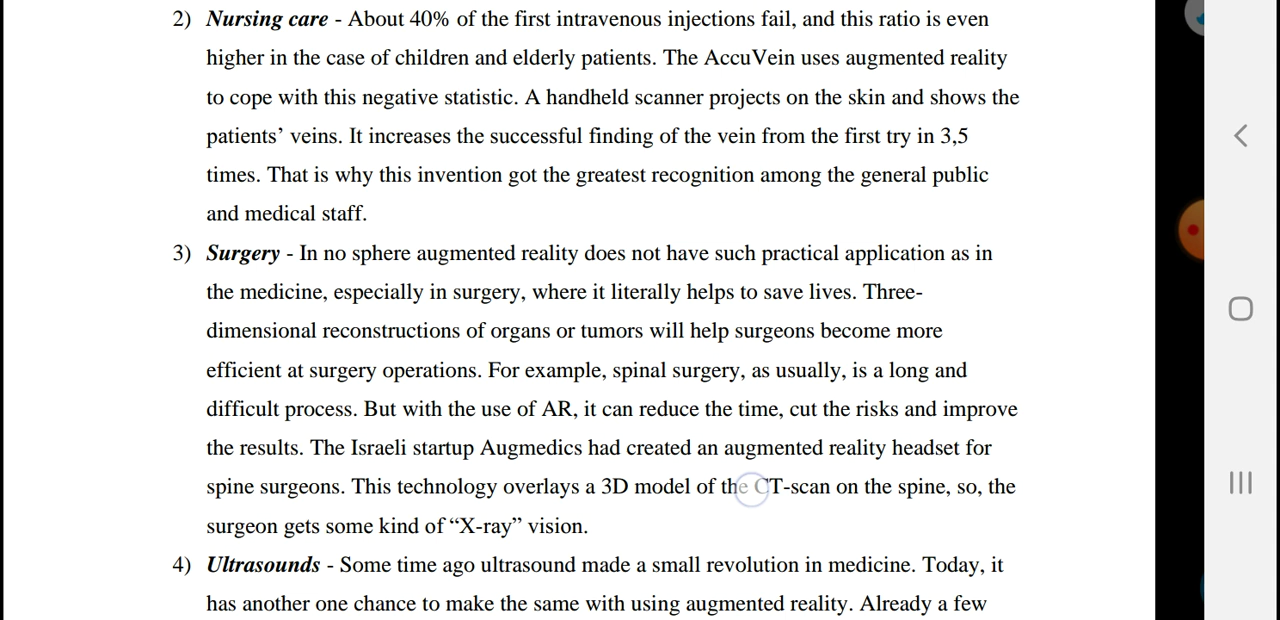 2) Nursing care - About 40% of the first intravenous injections fail, and this ratio is even
higher in the case of children and elderly patients. The AccuVein uses augmented reality
to cope with this negative statistic. A handheld scanner projects on the skin and shows the
patients’ veins. It increases the successful finding of the vein from the first try in 3,5
times. That is why this invention got the greatest recognition among the general public
and medical staff.
3) Surgery - In no sphere augmented reality does not have such practical application as in
the medicine, especially in surgery, where it literally helps to save lives. Three-
dimensional reconstructions of organs or tumors will help surgeons become more
efficient at surgery operations. For example, spinal surgery, as usually, is a long and
difficult process. But with the use of AR, it can reduce the time, cut the risks and improve
the results. The Israeli startup Augmedics had created an augmented reality headset for
spine surgeons. This technology overlays a 3D model of the CT-scan on the spine, so, the
surgeon gets some kind of “X-ray” vision.
4) Ultrasounds - Some time ago ultrasound made a small revolution in medicine. Today, it
has another one chance to make the same with using augmented reality. Already a few